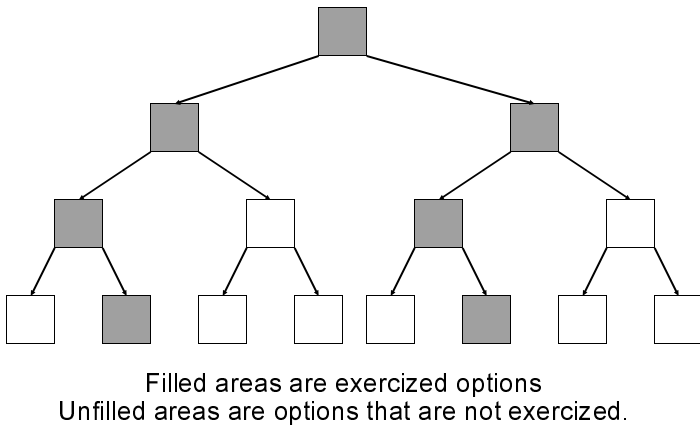 Filled areas are exercized options
Unfilled areas are options that are not exercized.